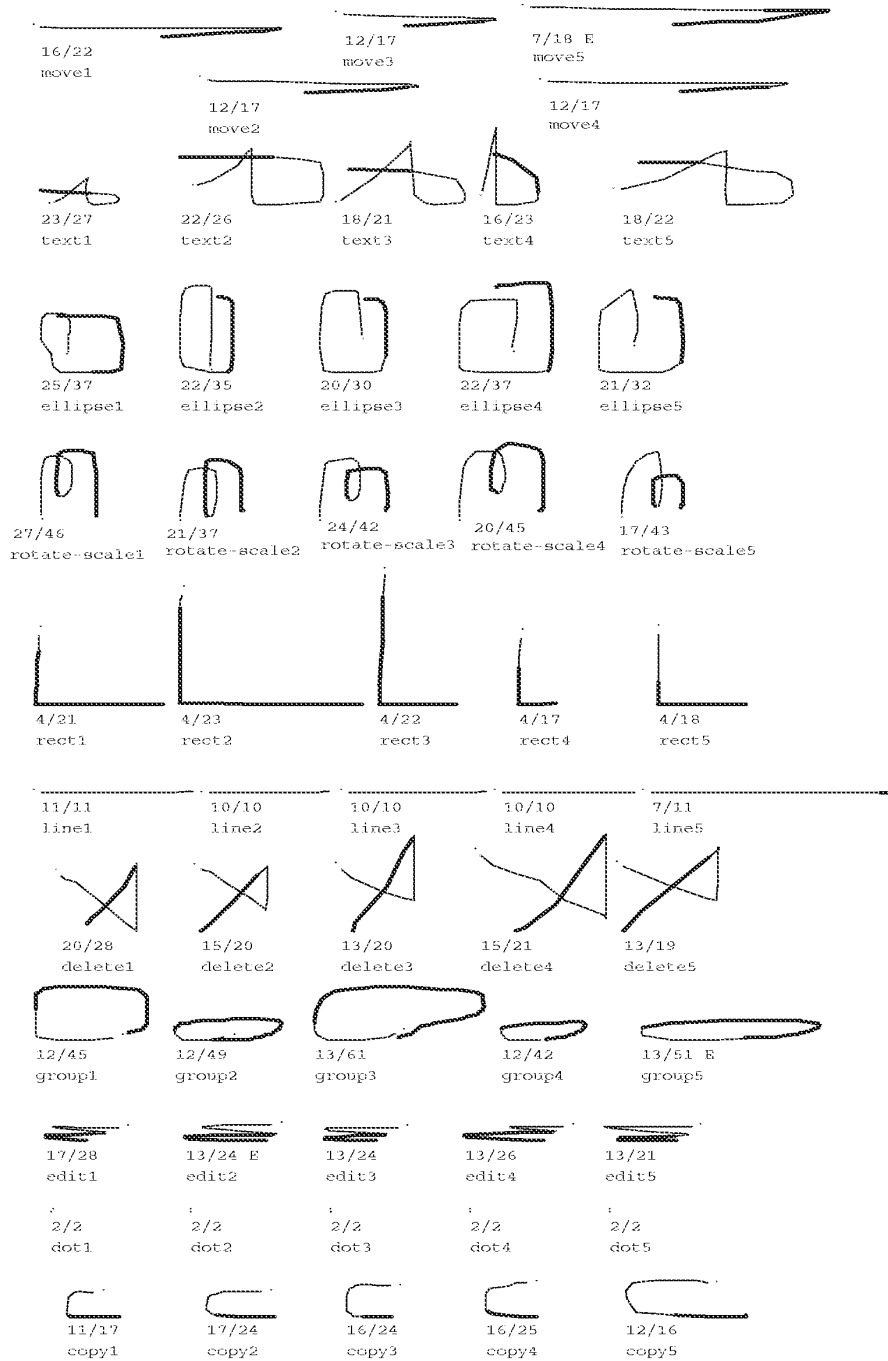 16/22 12/17 7/18 E
move1 move3 move5
12/17 12/17
move2 move4
23/27 22/26 18/21 16/23 18/22
text1 text2 text3 text4 text5
25/37 22/35 20/30 22/37 21/32
ellipse1 ellipse2 ellipse3 ellipse4 ellipse5
27/46 21/37 24/42 20/45 17/43
rotate-scale1 rotate-scale2 rotate-scale3 rotate-scale4 rotate-scale5
4/21 4/23 4/22 4/17 4/18
rect1 rect2 rect3 rect4 rect5
11/11 10/10 10/10 10/10 7/11
line1 line2 line3 line4 line5
20/28 15/20 13/20 15/21 13/19
delete1 delete2 delete3 delete4 delete5
12/45 12/49 13/61 12/42 13/51 E
group1 group2 group3 group4 group5
17/28 13/24 E 13/24 13/26 13/21
edit1 edit2 edit3 edit4 edit5
2/2 2/2 2/2 2/2 2/2
dot1 dot2 dot3 dot4 dot5
11/17 17/24 16/24 16/25 12/16
copy1 copy2 copy3 copy4 copy5